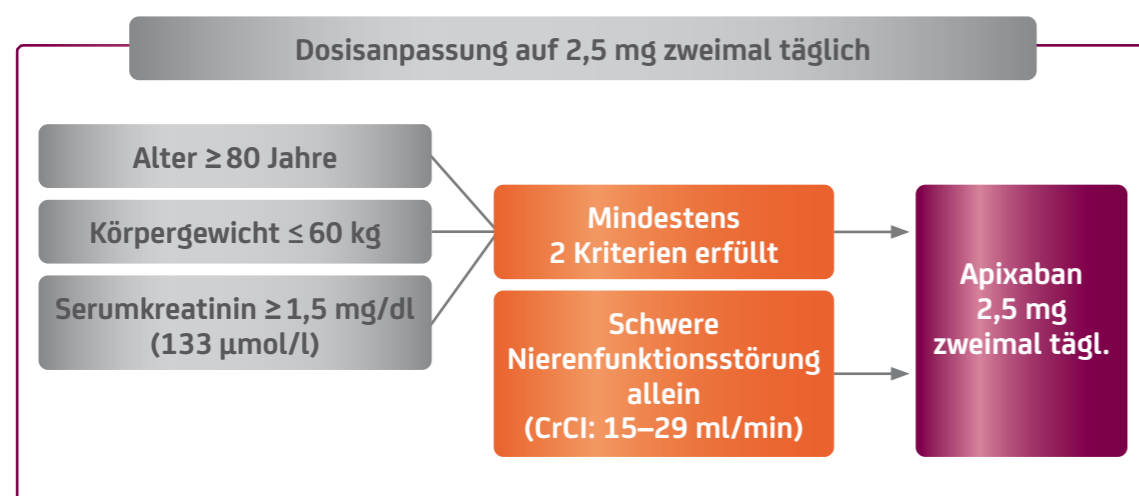 Dosisanpassung auf 2,5 mg zweimal täglich
Alter ≥ 80 Jahre
Körpergewicht ≤ 60 kg
Serumkreatinin ≥ 1,5 mg/dl
(133 µmol/l)
Mindestens
2 Kriterien erfüllt
Schwere
Nierenfunktionsstörung
allein
(CrCl: 15–29 ml/min)
Apixaban
2,5 mg
zweimal tägl.